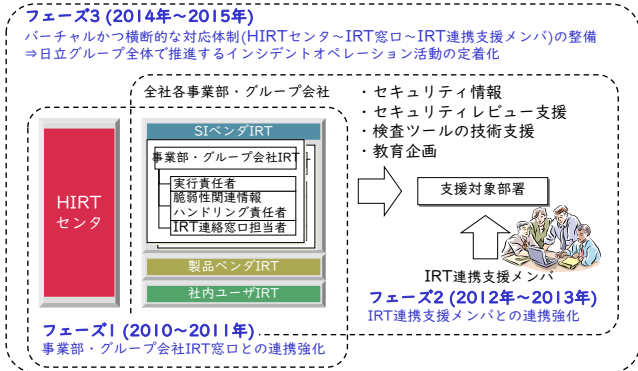 フェーズ3 (2014年～2015年)
バーチャルかつ横断的な対応体制(HIRTセンタ～IRT窓口～IRT連携支援メンバ)の整備
⇒日立グループ全体で推進するインシデントオペレーション活動の定着化
全社各事業部・グループ会社
・セキュリティ情報
・セキュリティレビュー支援
・検査ツールの技術支援
・教育企画
HIRT
センタ
SIベンダIRT
事業部・グループ会社IRT
実行責任者
脆弱性関連情報
ハンドリング責任者
IRT連絡窓口担当者
製品ベンダIRT
社内ユーザIRT
支援対象部署
IRT連携支援メンバ
フェーズ2 (2012年～2013年)
IRT連携支援メンバとの連携強化
フェーズ1 (2010～2011年)
事業部・グループ会社IRT窓口との連携強化